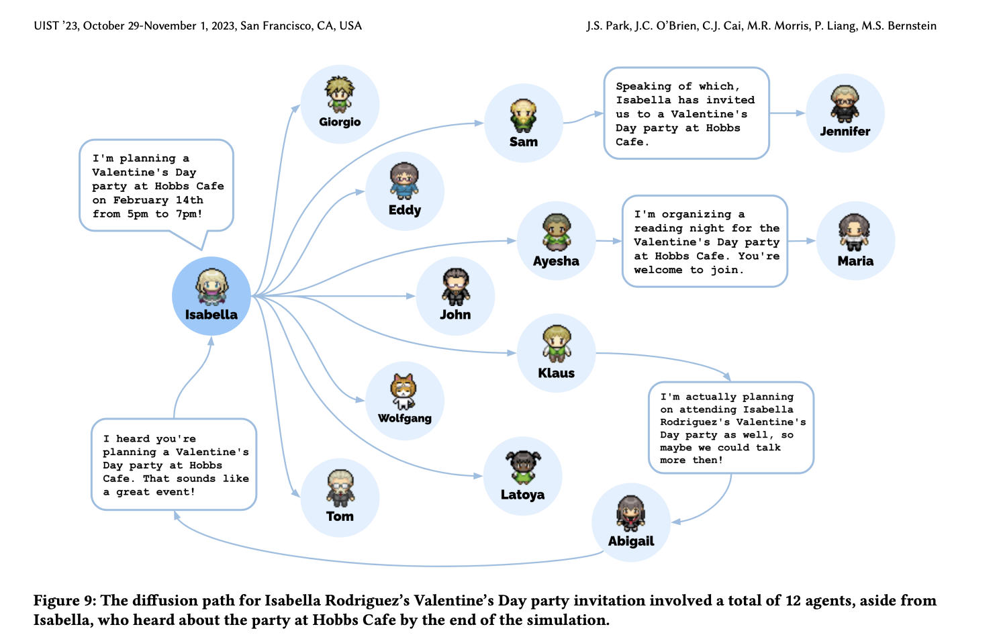 UIST ’23, October 29-November 1, 2023, San Francisco, CA, USA
J.S. Park, J.C. O’Brien, C.J. Cai, M.R. Morris, P. Liang, M.S. Bernstein
Giorgio
Sam
Speaking of which,
Isabella has invited
us to a Valentine's
Day party at Hobbs
Cafe.
Jennifer
I'm planning a
Valentine's Day
party at Hobbs Cafe
on February 14th
from 5pm to 7pm!
Eddy
Ayesha
I'm organizing a
reading night for the
Valentine's Day party
at Hobbs Cafe. You're
welcome to join.
Maria
Isabella
John
Klaus
I'm actually planning
on attending Isabella
Rodriguez's Valentine's
Day party as well, so
maybe we could talk
more then!
Wolfgang
I heard you're
planning a Valentine's
Day party at Hobbs
Cafe. That sounds like
a great event!
Latoya
Tom
Abigail
Figure 9: The diffusion path for Isabella Rodriguez’s Valentine’s Day party invitation involved a total of 12 agents, aside from
Isabella, who heard about the party at Hobbs Cafe by the end of the simulation.